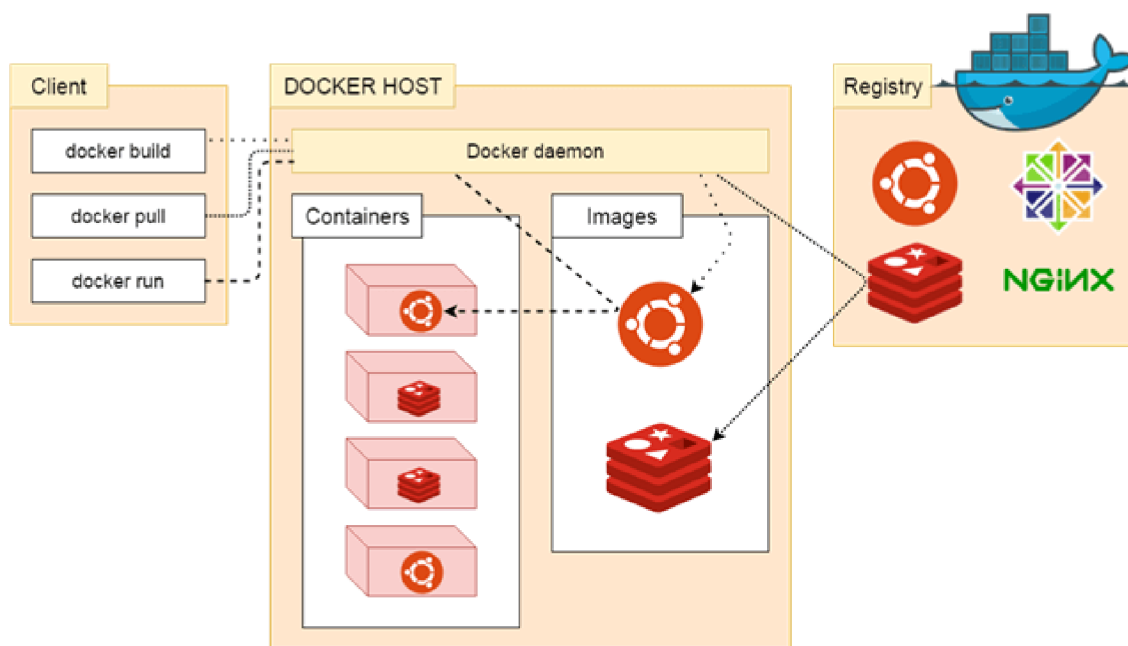 Client
docker build
docker pull
docker run
DOCKER HOST
Docker daemon
Containers
Images
Registry
NGiNX